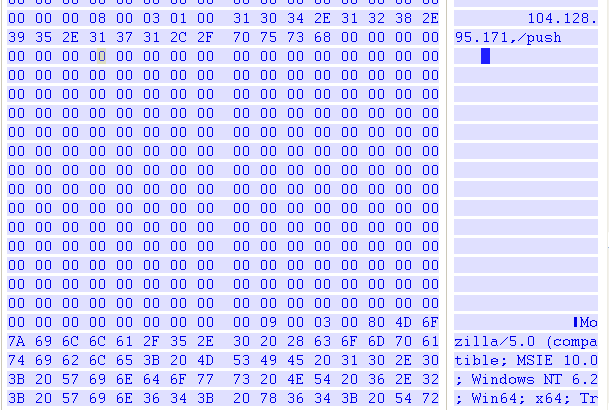 00 00 00 08 00 03 01 00 31 30 34 2E 31 32 38 2E 104.128.
39 35 2E 31 37 31 2C 2F 70 75 73 68 00 00 00 00 95.171,/push
00 00 00 00 00 00 00 00 00 00 00 00 00 00 00 00
00 00 00 00 00 00 00 00 00 00 00 00 00 00 00 00
00 00 00 00 00 00 00 00 00 00 00 00 00 00 00 00
00 00 00 00 00 00 00 00 00 00 00 00 00 00 00 00
00 00 00 00 00 00 00 00 00 00 00 00 00 00 00 00
00 00 00 00 00 00 00 00 00 00 00 00 00 00 00 00
00 00 00 00 00 00 00 00 00 00 00 00 00 00 00 00
00 00 00 00 00 00 00 00 00 00 00 00 00 00 00 00
00 00 00 00 00 00 00 00 00 00 00 00 00 00 00 00
00 00 00 00 00 00 00 00 00 00 00 00 00 00 00 00
00 00 00 00 00 00 00 00 00 00 00 00 00 00 00 00
00 00 00 00 00 00 00 00 00 00 00 00 00 00 00 00
00 00 00 00 00 00 00 00 00 00 00 00 00 00 00 00
00 00 00 00 00 00 00 00 00 00 00 00 00 00 00 00
00 00 00 00 00 00 00 00 00 09 00 03 00 80 4D 6F Mo
7A 69 6C 6C 61 2F 35 2E 30 20 28 63 6F 6D 70 61 zilla/5.0 (compa
74 69 62 6C 65 3B 20 4D 53 49 45 20 31 30 2E 30 tible; MSIE 10.0
3B 20 57 69 6E 64 6F 77 73 20 4E 54 20 36 2E 32 ; Windows NT 6.2
3B 20 57 69 6E 36 34 3B 20 78 36 34 3B 20 54 72 ; Win64; x64; Tr